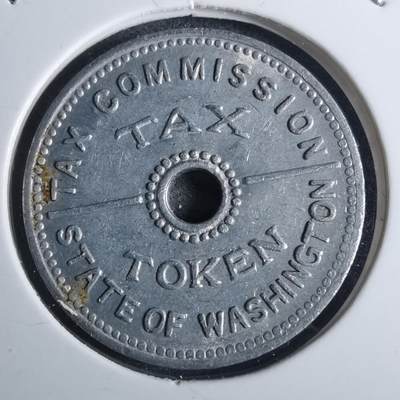 TAX COMMISSION
TAX
TOKEN
STATE OF WASHINGTON